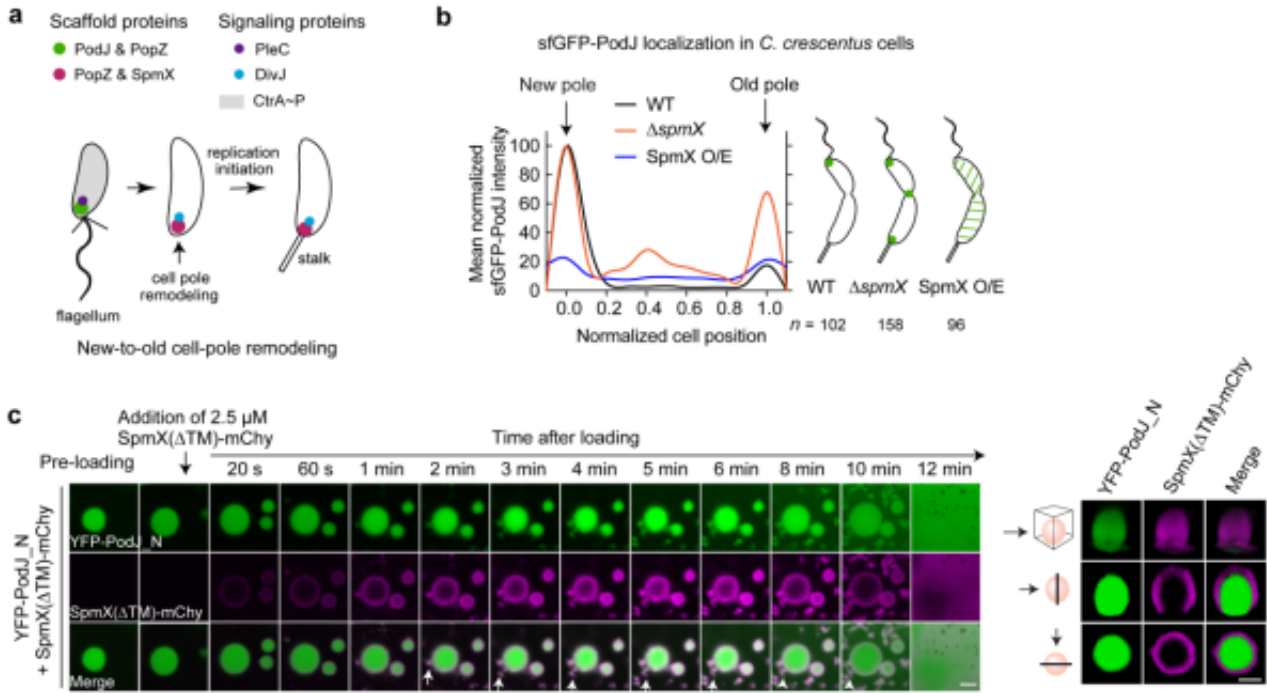 a
Scaffold proteins
PodJ & PopZ
PopZ & SpmX
Signaling proteins
PleC
DivJ
CtrA~P
replication
initiation
cell pole
remodeling
stalk
flagellum
New-to-old cell-pole remodeling
b
sfGFP-PodJ localization in C. crescentus cells
New pole
Old pole
WT
ΔspmX
SpmX O/E
Mean normalized
sfGFP-PodJ intensity
100
80
60
40
20
0
0.0 0.2 0.4 0.6 0.8 1.0
Normalized cell position
WT ΔspmX SpmX O/E
n = 102 158 96
c
Addition of 2.5 µM
SpmX(ΔTM)-mChy
Time after loading
Pre-loading
20 s 60 s 1 min 2 min 3 min 4 min 5 min 6 min 8 min 10 min 12 min
YFP-PodJ_N
+ SpmX(ΔTM)-mChy
YFP-PodJ_N
SpmX(ΔTM)-mChy
Merge
YFP-PodJ_N
SpmX(ΔTM)-mChy
Merge